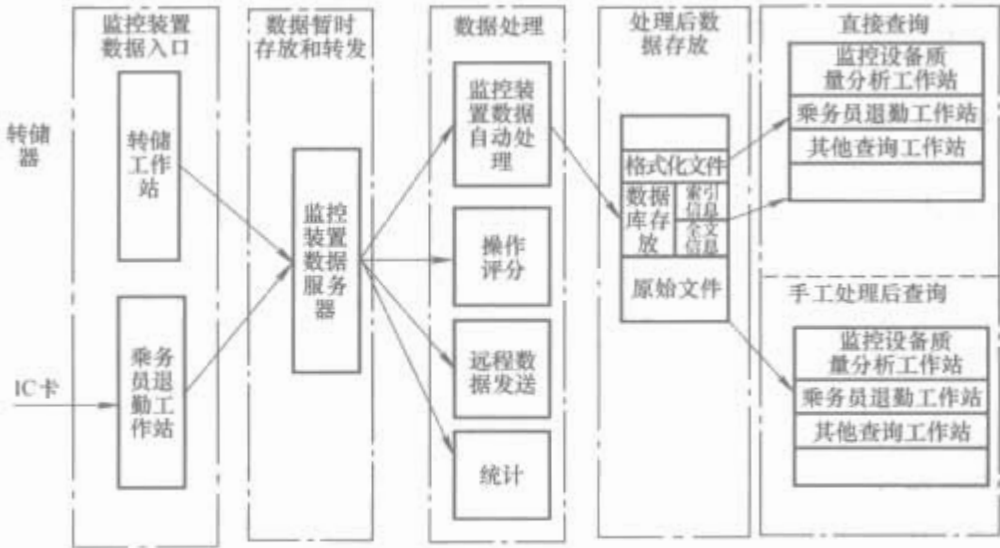 监控装置
数据入口
转储
器
转储
工作
站
IC卡
乘务
员退
勤工
作站
数据暂时
存放和转发
监控
装置
数据
服务
器
数据处理
监控装
置数据
自动处
理
操作
评分
远程数
据发送
统计
处理后数
据存放
格式化文件
数据
库存
放
索引
信息
全文
信息
原始文件
直接查询
监控设备质
量分析工作站
乘务员退勤工作站
其他查询工作站
手工处理后查询
监控设备质
量分析工作站
乘务员退勤工作站
其他查询工作站